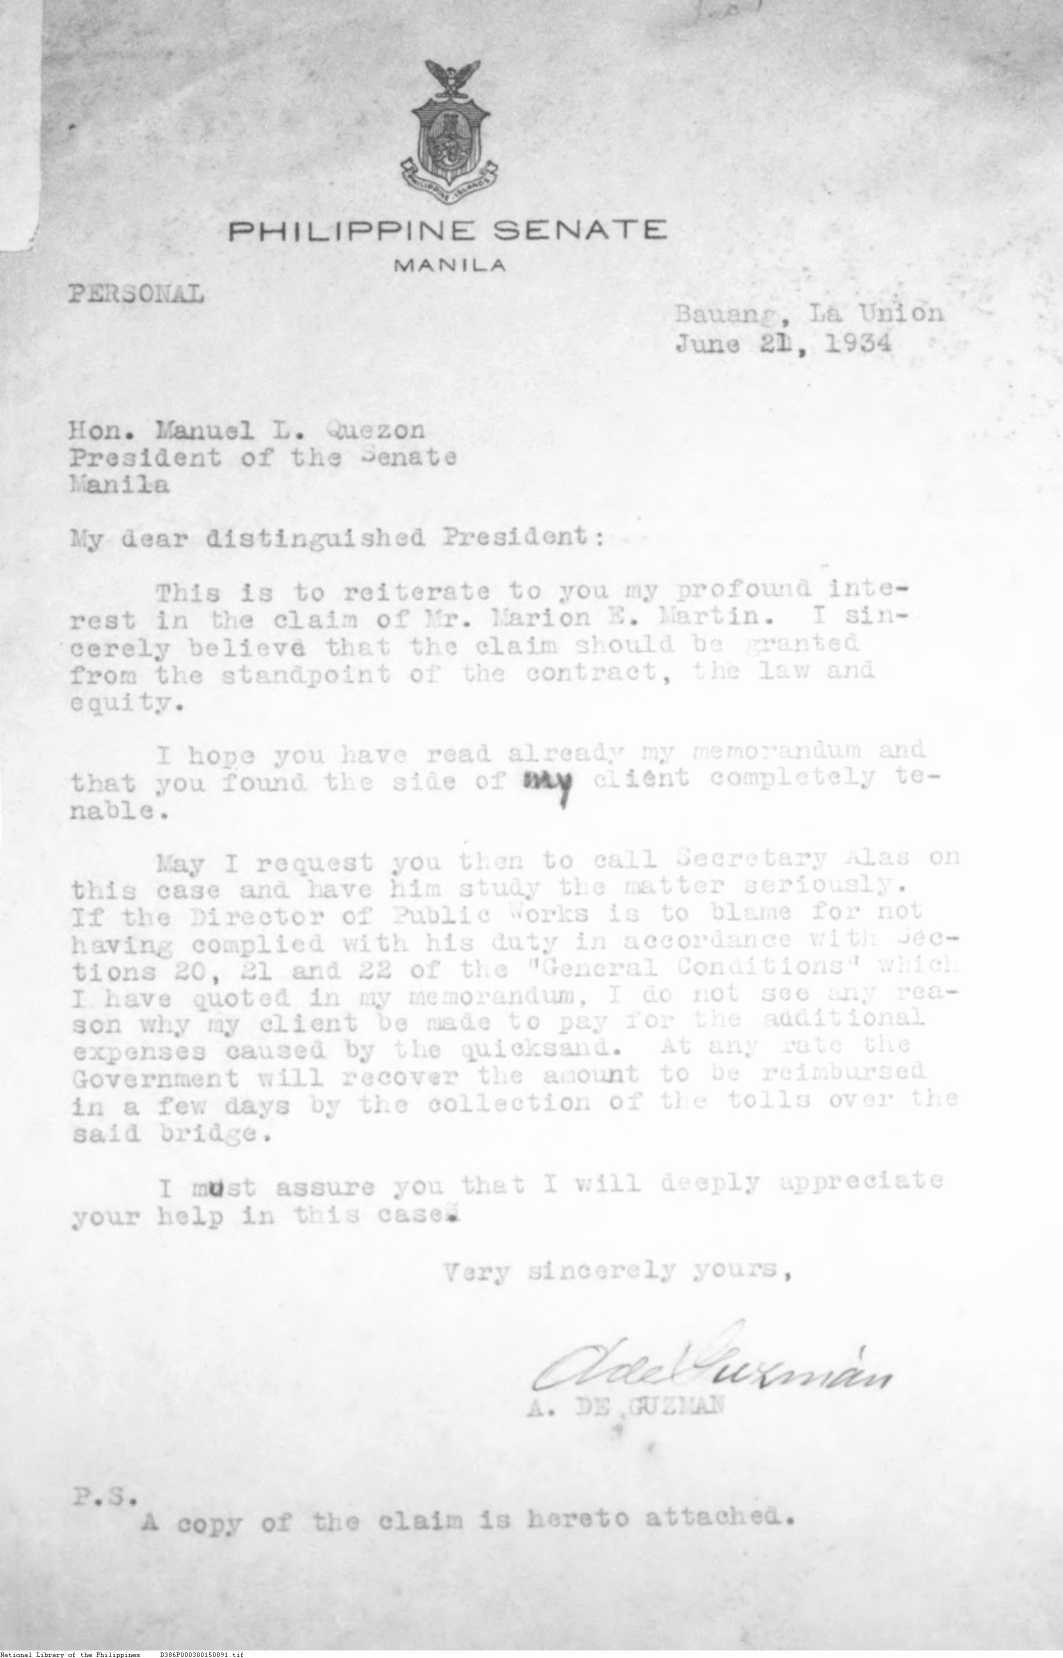 PHILIPPINE ISLANDS
PHILIPPINE SENATE
MANILA
PERSONAL
Bauang, La Union
June 21, 1934
Hon. Manuel L. Quezon
President of the Senate
Manila
My dear distinguished President:
This is to reiterate to you my profound inte-
rest in the claim of Mr. Marion E. Martin. I sin-
cerely believe that the claim should be granted
from the standpoint of the contract, the law and
equity.
I hope you have read already my memorandum and
that you found the side of my client completely te-
nable.
May I request you then to call Secretary Alas on
this case and have him study the matter seriously.
If the Director of Public Works is to blame for not
having complied with his duty in accordance with Sec-
tions 20, 21 and 22 of the "General Conditions" which
I have quoted in my memorandum, I do not see any rea-
son why my client be made to pay for the additional
expenses caused by the quicksand. At any rate the
Government will recover the amount to be reimbursed
in a few days by the collection of the tolls over the
said bridge.
I must assure you that I will deeply appreciate
your help in this case.
Very sincerely yours,
A de Guzmán
A. DE GUZMAN
P.S.
A copy of the claim is hereto attached.
National Library of the Philippines D386P000300150891.tif